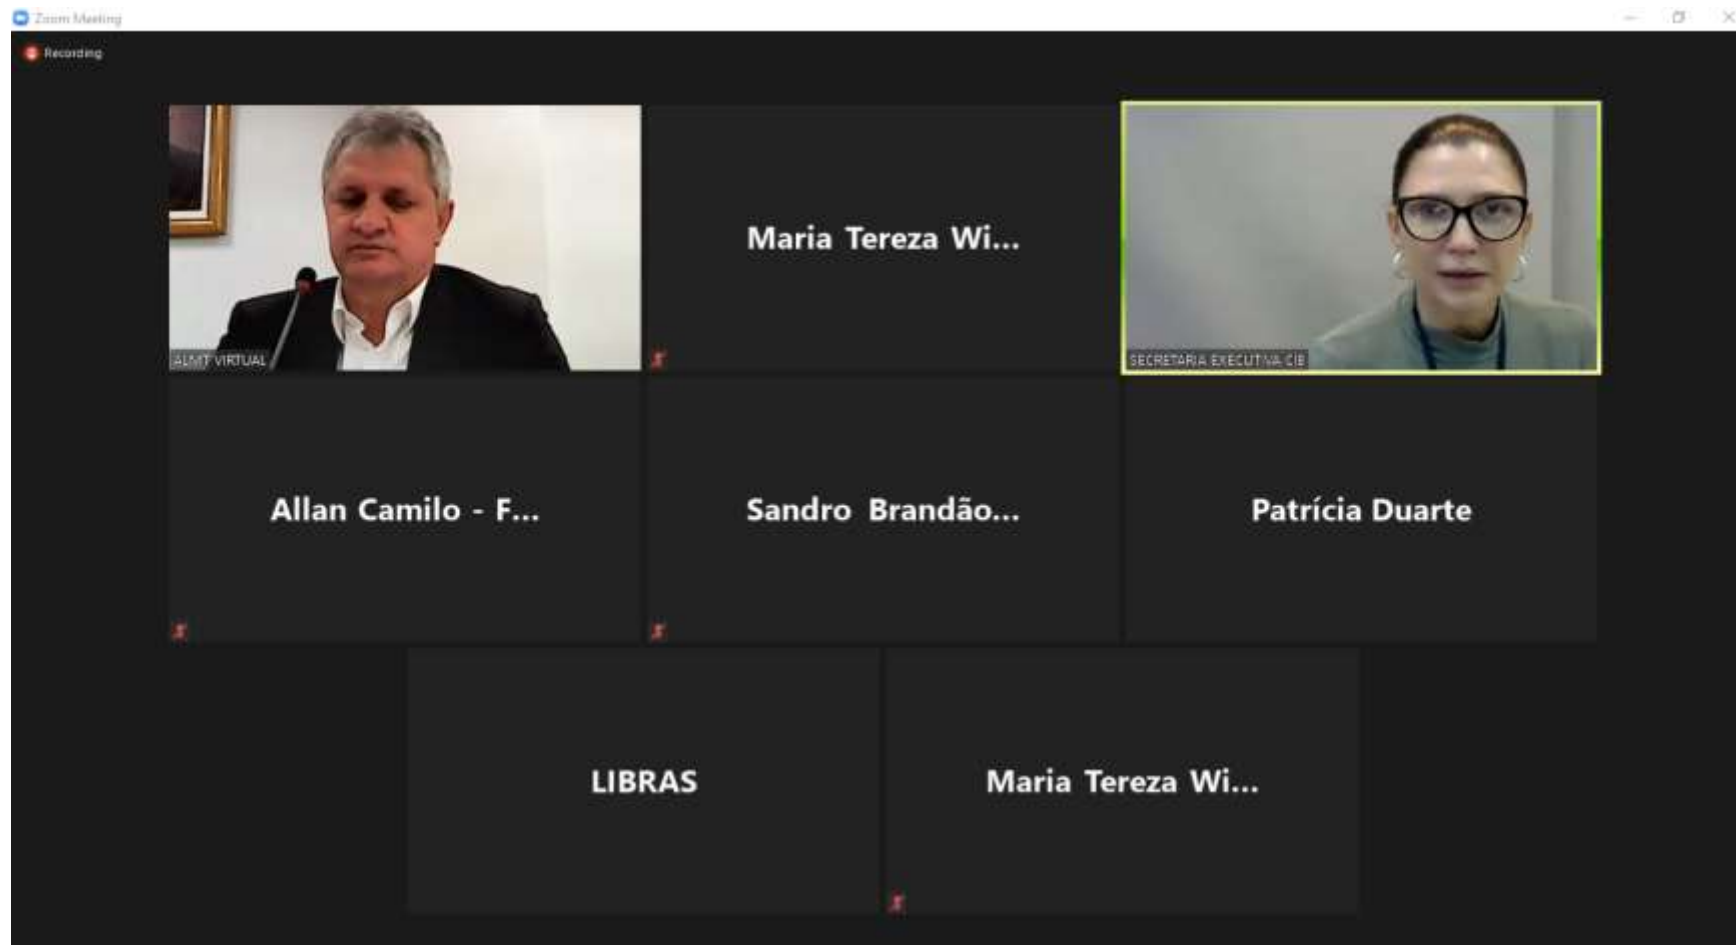 Zoom Meeting
Recording
ALMT VIRTUAL
Maria Tereza Wi...
SECRETARIA EXECUTIVA CIB
Allan Camilo - F...
Sandro Brandão...
Patrícia Duarte
LIBRAS
Maria Tereza Wi...